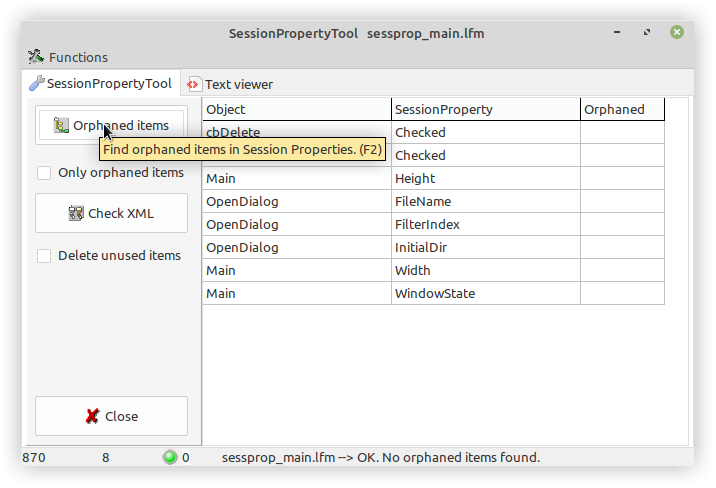 SessionPropertyTool   sessprop_main.lfm
Functions
SessionPropertyTool
Text viewer
Orphaned items
Find orphaned items in Session Properties. (F2)
Only orphaned items
Check XML
Delete unused items
Close
Object SessionProperty Orphaned
cbDelete Checked
Checked
Main Height
OpenDialog FileName
OpenDialog FilterIndex
OpenDialog InitialDir
Main Width
Main WindowState
870 8 0 sessprop_main.lfm --> OK. No orphaned items found.